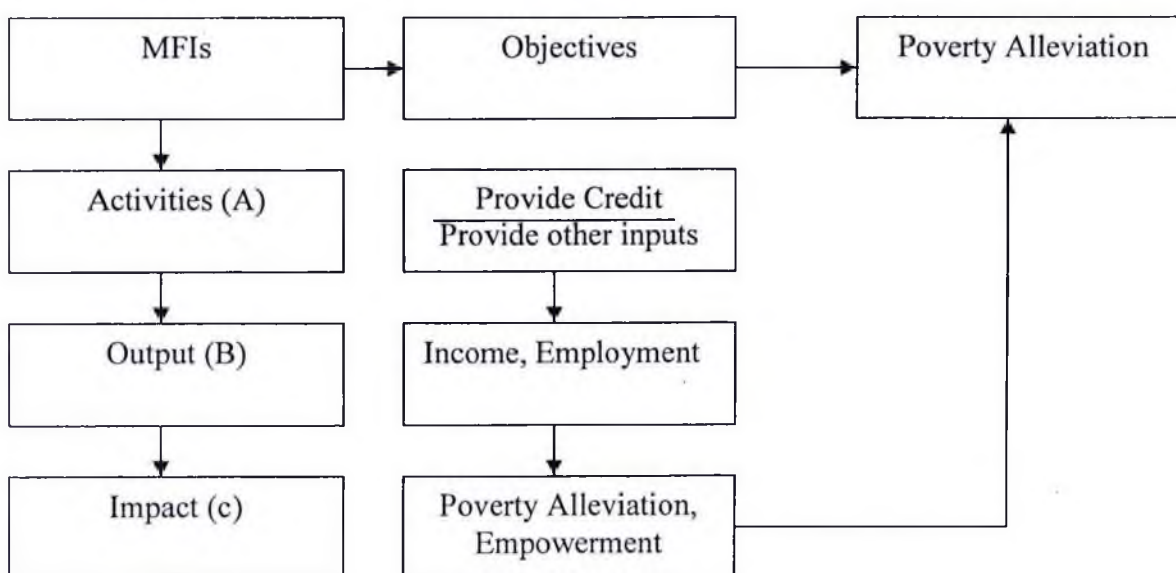 MFIs
Objectives
Poverty Alleviation
Activities (A)
Provide Credit
Provide other inputs
Output (B)
Income, Employment
Impact (c)
Poverty Alleviation,
Empowerment